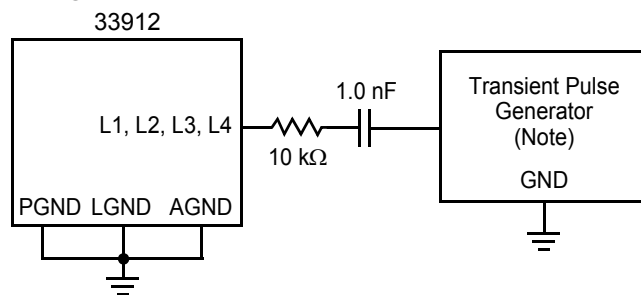 33912
1.0 nF
L1, L2, L3, L4
10 kΩ
Transient Pulse
Generator
(Note)
GND
PGND LGND AGND